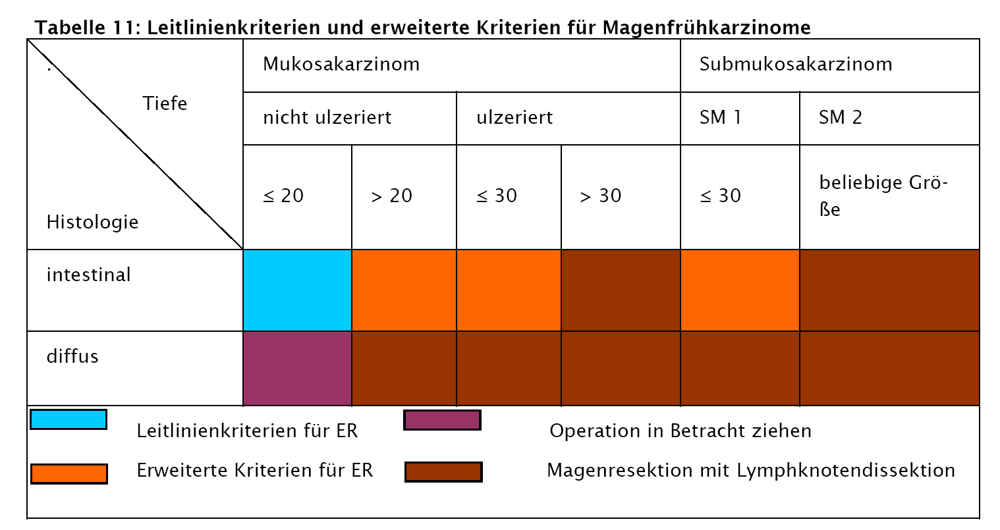 Tabelle 11: Leitlinienkriterien und erweiterte Kriterien für Magenfrühkarzinome
.
Tiefe
Histologie
Mukosakarzinom
Submukosakarzinom
nicht ulzeriert
ulzeriert
SM 1
SM 2
≤ 20
> 20
≤ 30
> 30
≤ 30
beliebige Grö-
ße
intestinal
diffus
Leitlinienkriterien für ER
Operation in Betracht ziehen
Erweiterte Kriterien für ER
Magenresektion mit Lymphknotendissektion